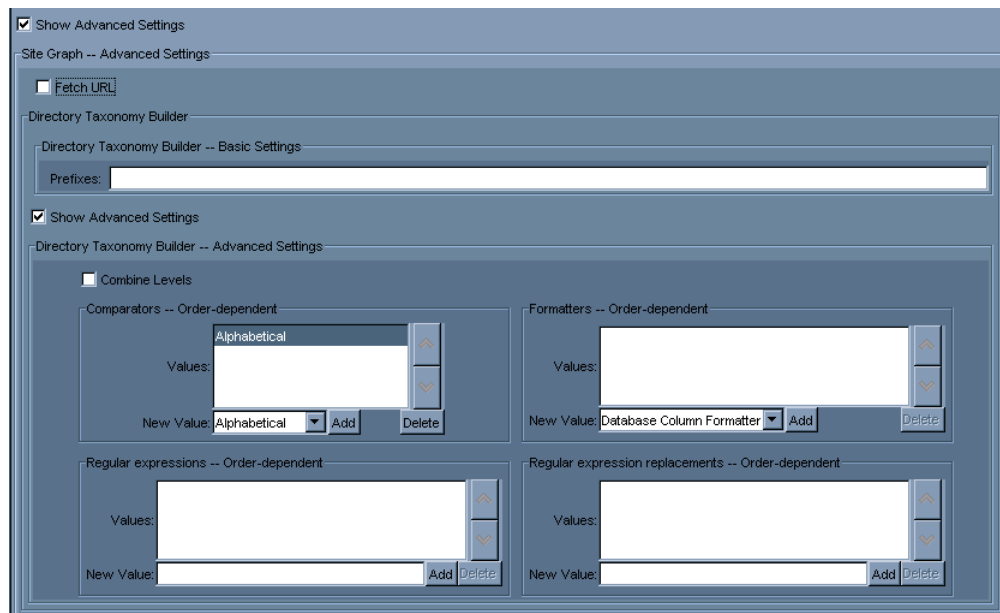 Show Advanced Settings
Site Graph -- Advanced Settings
Fetch URL
Directory Taxonomy Builder
Directory Taxonomy Builder -- Basic Settings
Prefixes:
Show Advanced Settings
Directory Taxonomy Builder -- Advanced Settings
Combine Levels
Comparators -- Order-dependent
Alphabetical
Values:
New Value: Alphabetical Add Delete
Formatters -- Order-dependent
Values:
New Value: Database Column Formatter Add Delete
Regular expressions -- Order-dependent
Values:
New Value: Add Delete
Regular expression replacements -- Order-dependent
Values:
New Value: Add Delete